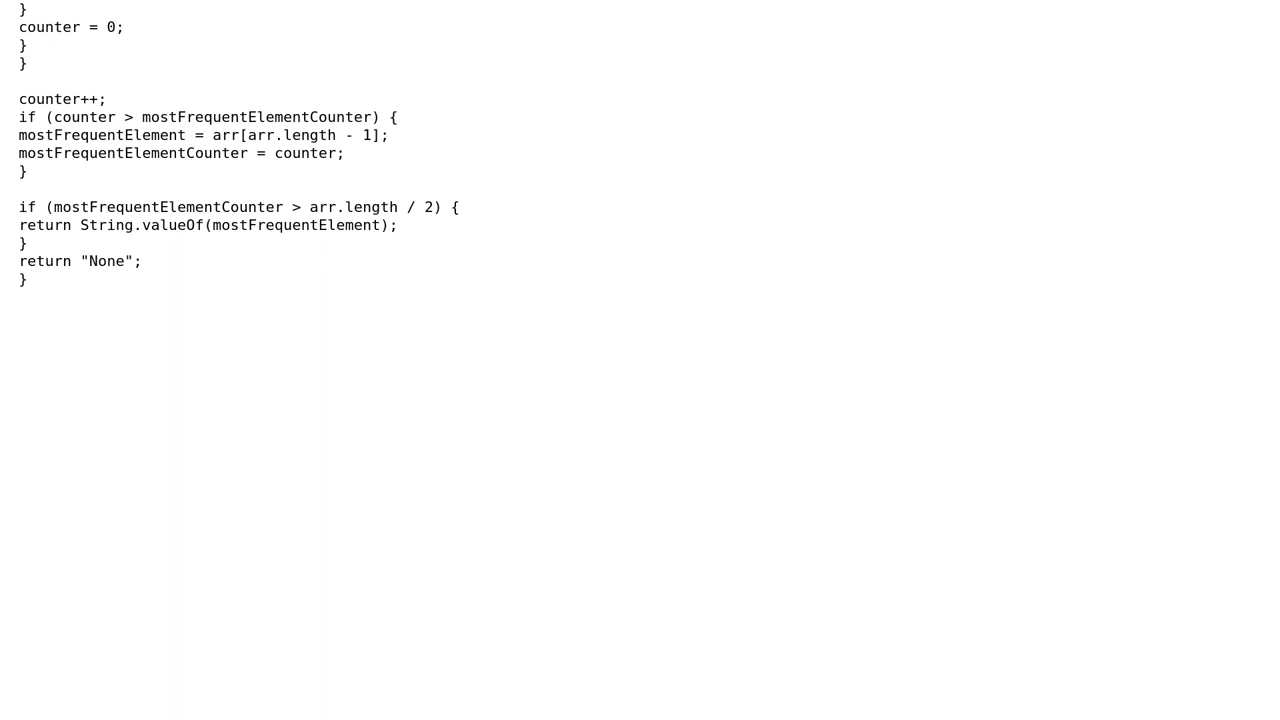 }
counter = 0;
}
}
counter++;
if (counter > mostFrequentElementCounter) {
mostFrequentElement = arr[arr.length - 1];
mostFrequentElementCounter = counter;
}
if (mostFrequentElementCounter > arr.length / 2) {
return String.valueOf(mostFrequentElement);
}
return "None";
}